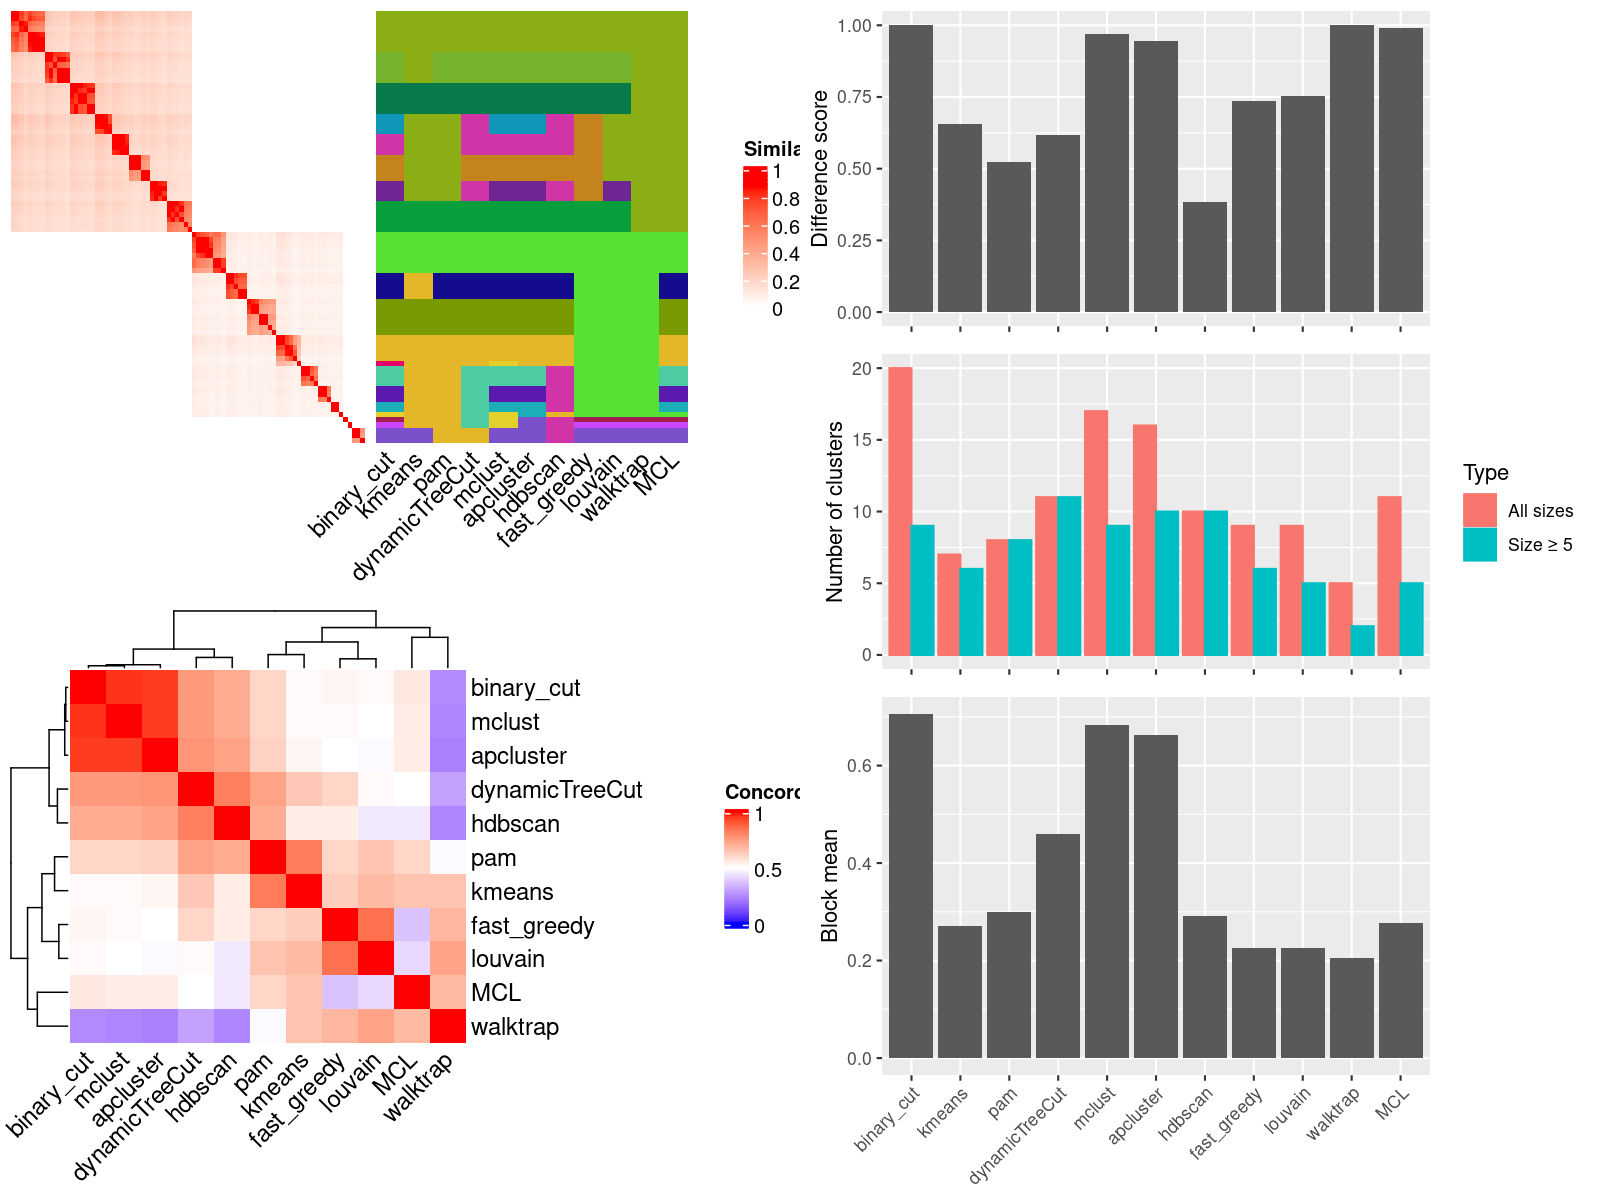 Simila
1
0.8
0.6
0.4
0.2
0
binary_cut
kmeans
pam
dynamicTreeCut
mclust
apcluster
hdbscan
fast_greedy
louvain
walktrap
MCL
binary_cut
mclust
apcluster
dynamicTreeCut
hdbscan
pam
kmeans
fast_greedy
louvain
MCL
walktrap
binary_cut
mclust
apcluster
dynamicTreeCut
hdbscan
pam
kmeans
fast_greedy
louvain
MCL
walktrap
Concord
1
0.5
0
Difference score
1.00
0.75
0.50
0.25
0.00
Number of clusters
20
15
10
5
0
Type
All sizes
Size ≥ 5
Block mean
0.6
0.4
0.2
0.0
binary_cut
kmeans
pam
dynamicTreeCut
mclust
apcluster
hdbscan
fast_greedy
louvain
walktrap
MCL